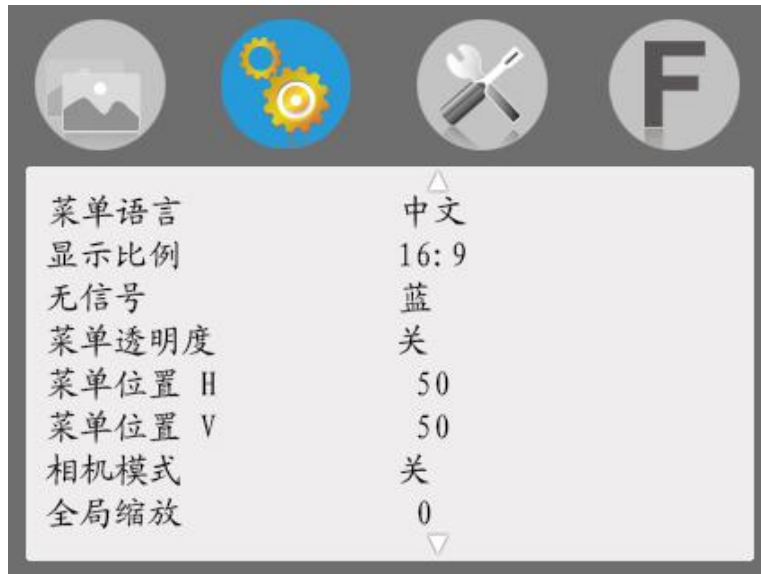 F
菜单语言 中文
显示比例 16:9
无信号 蓝
菜单透明度 关
菜单位置 H 50
菜单位置 V 50
相机模式 关
全局缩放 0